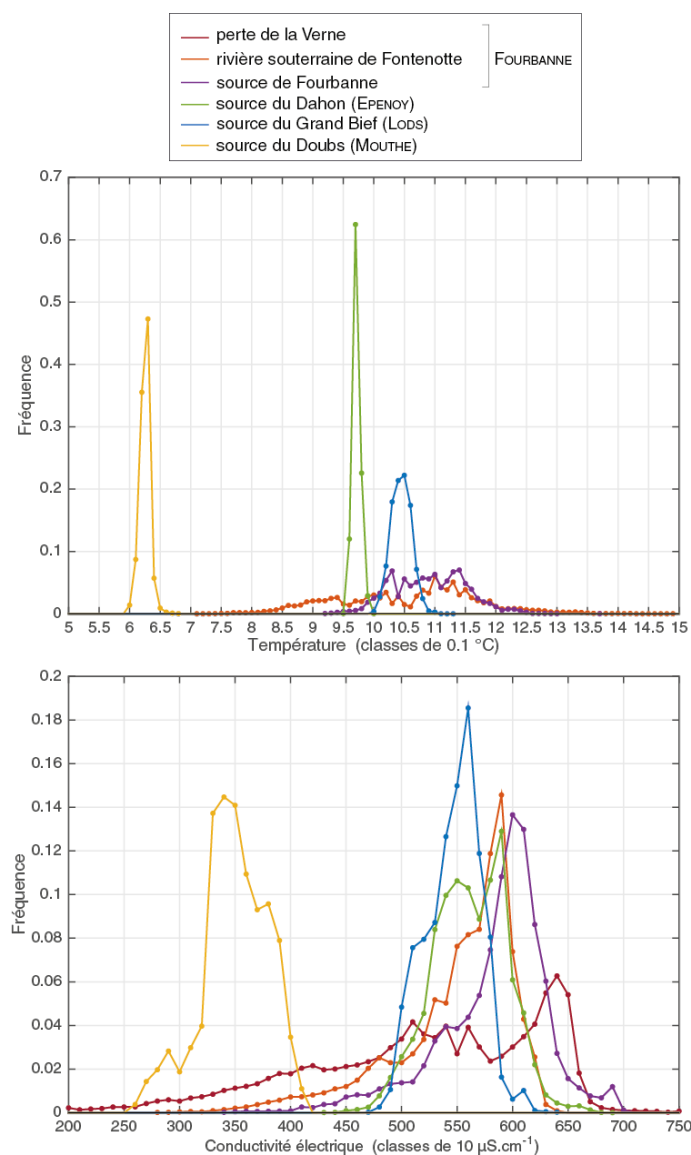 perte de la Verne
rivière souterraine de Fontenotte
FOURBANNE
source de Fourbanne
source du Dahon (EPENOY)
source du Grand Bief (LODS)
source du Doubs (MOUTHE)
0.7
0.6
0.5
0.4
0.3
0.2
0.1
0
Fréquence
5 5.5 6 6.5 7 7.5 8 8.5 9 9.5 10 10.5 11 11.5 12 12.5 13 13.5 14 14.5 15
Température (classes de 0.1 °C)
0.2
0.18
0.16
0.14
0.12
0.1
0.08
0.06
0.04
0.02
0
Fréquence
200 250 300 350 400 450 500 550 600 650 700 750
Conductivité électrique (classes de 10 µS.cm⁻¹)